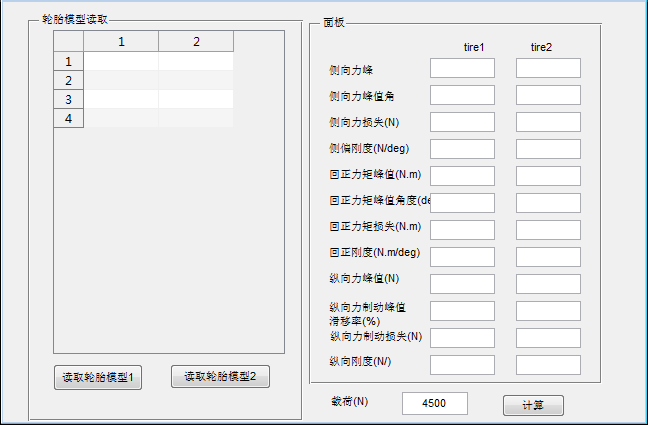 轮胎模型读取
1 2
1
2
3
4
读取轮胎模型1 读取轮胎模型2
面板
tire1 tire2
侧向力峰
侧向力峰值角
侧向力损失(N)
侧偏刚度(N/deg)
回正力矩峰值(N.m)
回正力矩峰值角度(de
回正力矩损失(N.m)
回正刚度(N.m/deg)
纵向力峰值(N)
纵向力制动峰值
滑移率(%)
纵向力制动损失(N)
纵向刚度(N/)
载荷(N) 4500 计算